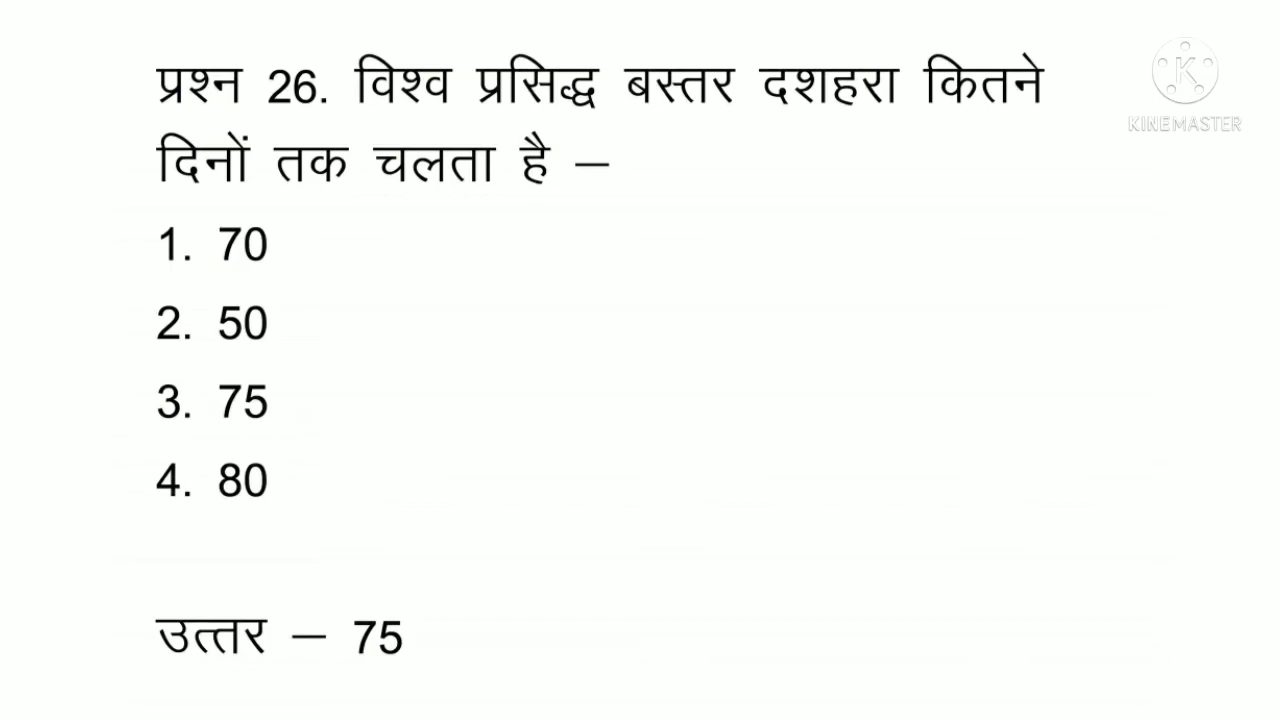 प्रश्न 26. विश्व प्रसिद्ध बस्तर दशहरा कितने
दिनों तक चलता है –
1. 70
2. 50
3. 75
4. 80
उत्तर – 75
K
KINEMASTER